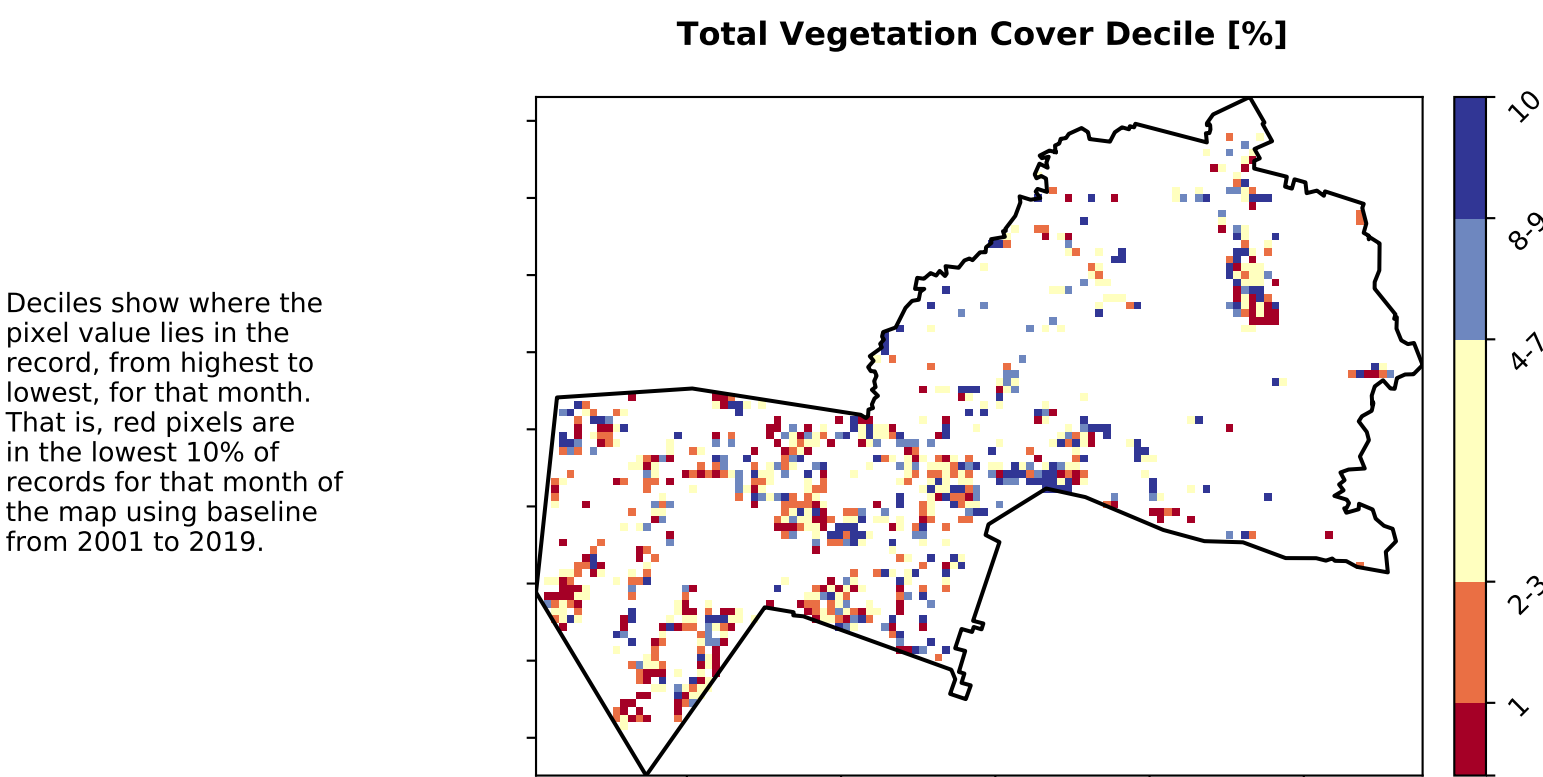 Total Vegetation Cover Decile [%]
Deciles show where the
pixel value lies in the
record, from highest to
lowest, for that month.
That is, red pixels are
in the lowest 10% of
records for that month of
the map using baseline
from 2001 to 2019.
10
8-9
4-7
2-3
1